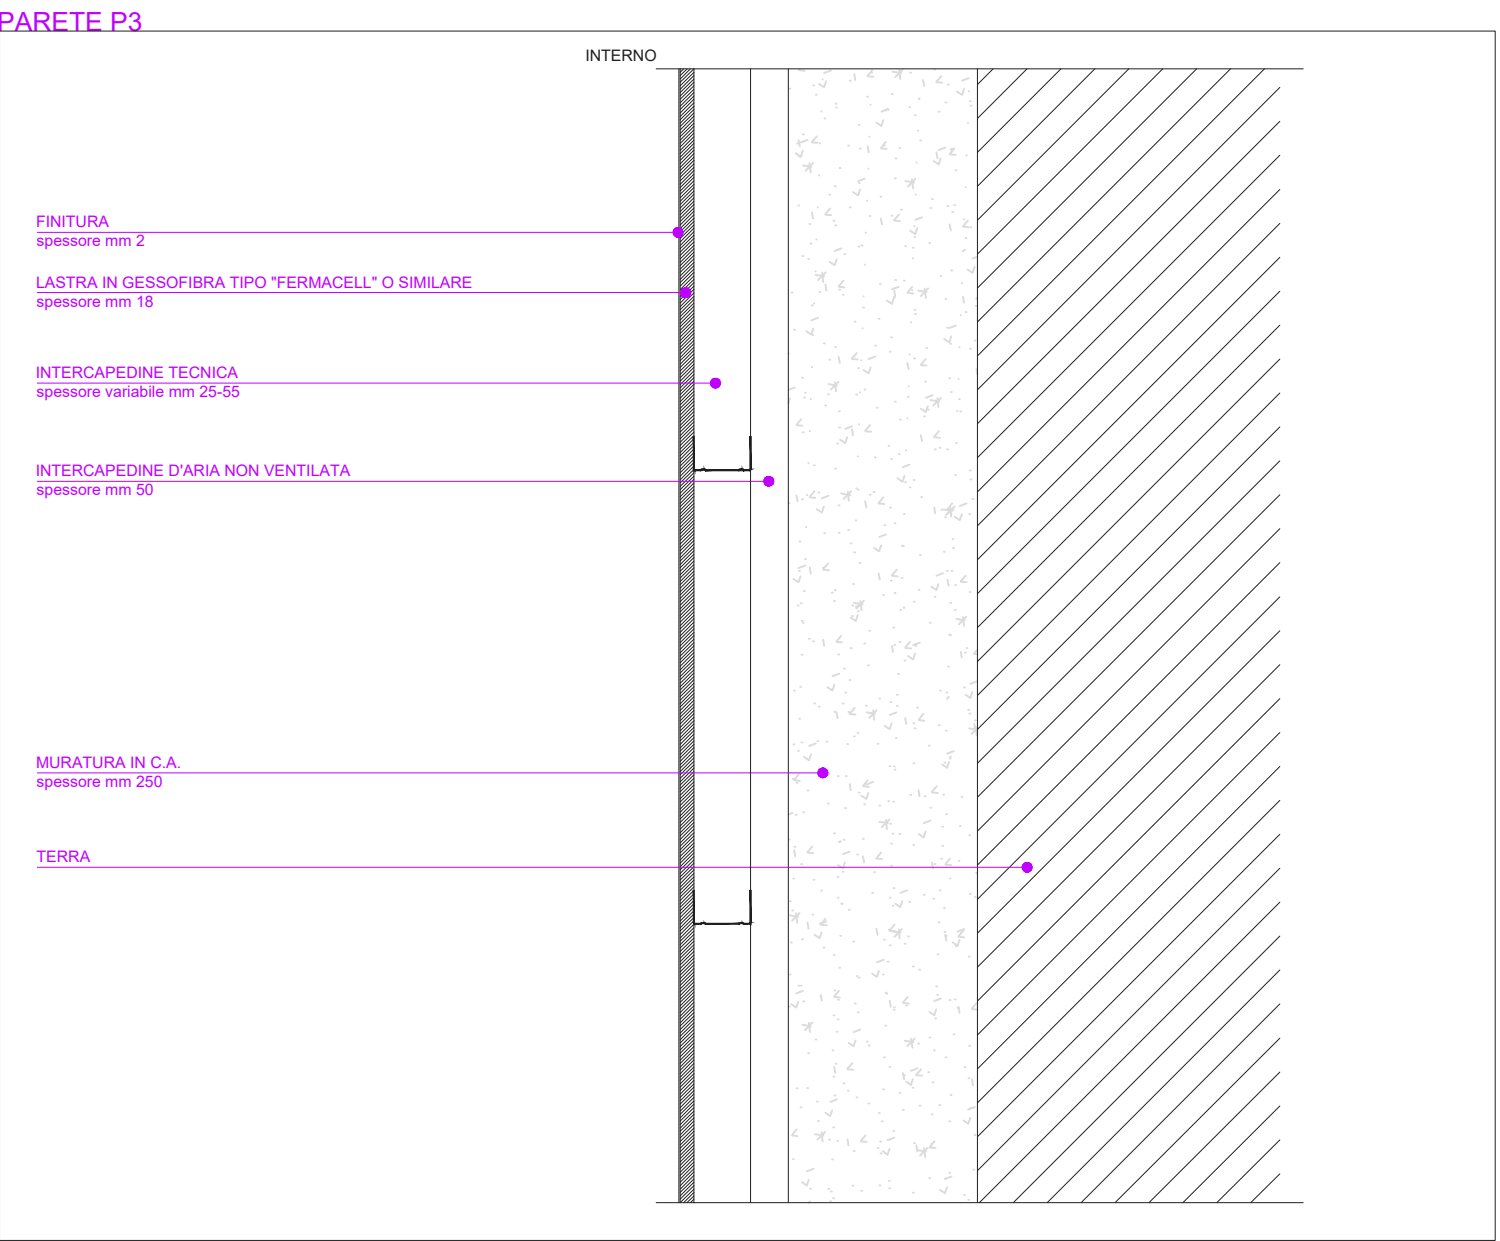 PARETE P3
INTERNO
FINITURA
spessore mm 2
LASTRA IN GESSOFIBRA TIPO "FERMACELL" O SIMILARE
spessore mm 18
INTERCAPEDINE TECNICA
spessore variabile mm 25-55
INTERCAPEDINE D'ARIA NON VENTILATA
spessore mm 50
MURATURA IN C.A.
spessore mm 250
TERRA